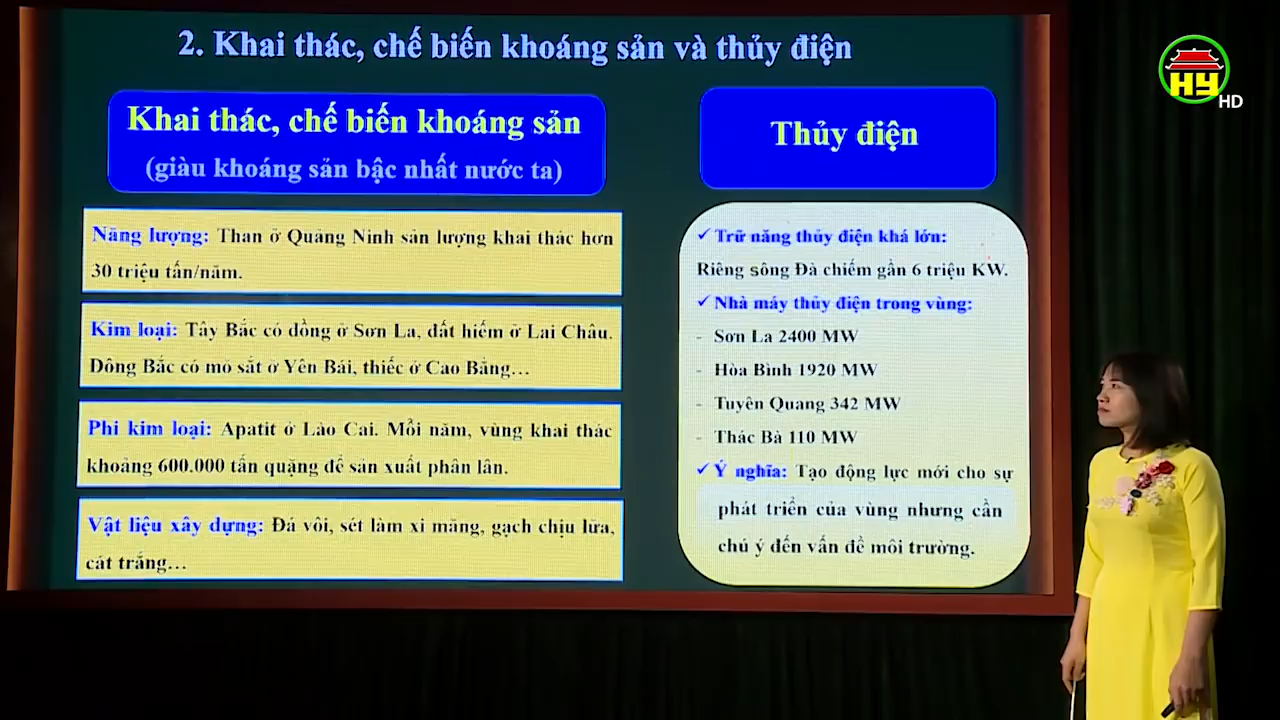 2. Khai thác, chế biến khoáng sản và thủy điện
Khai thác, chế biến khoáng sản
(giàu khoáng sản bậc nhất nước ta)
Năng lượng: Than ở Quảng Ninh sản lượng khai thác hơn
30 triệu tấn/năm.
Kim loại: Tây Bắc có đồng ở Sơn La, đất hiếm ở Lai Châu.
Đông Bắc có mỏ sắt ở Yên Bái, thiếc ở Cao Bằng...
Phi kim loại: Apatit ở Lào Cai. Mỗi năm, vùng khai thác
khoảng 600.000 tấn quặng để sản xuất phân lân.
Vật liệu xây dựng: Đá vôi, sét làm xi măng, gạch chịu lửa,
cát trắng...
Thủy điện
✓ Trữ năng thủy điện khá lớn:
Riêng sông Đà chiếm gần 6 triệu KW.
✓ Nhà máy thủy điện trong vùng:
- Sơn La 2400 MW
- Hòa Bình 1920 MW
- Tuyên Quang 342 MW
- Thác Bà 110 MW
✓ Ý nghĩa: Tạo động lực mới cho sự
phát triển của vùng nhưng cần
chú ý đến vấn đề môi trường.
HY
HD